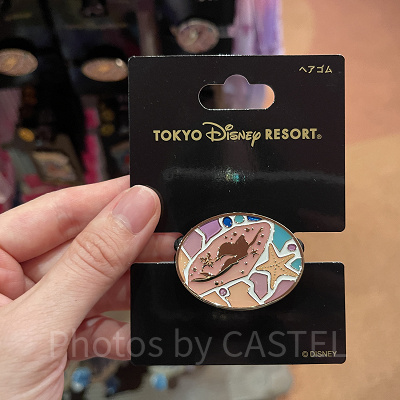 ヘアゴム
TOKYO Disney RESORT®
Photos by CASTEL
© DISNEY